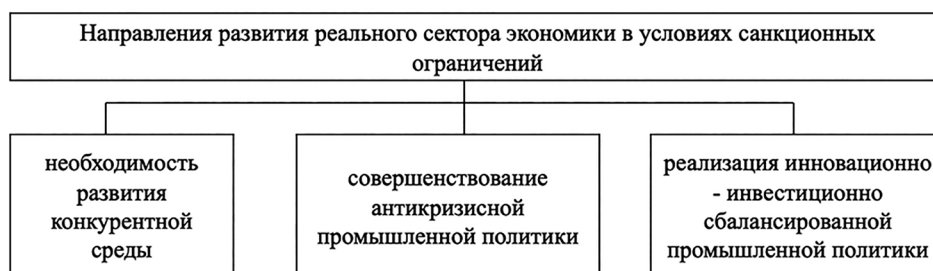 Направления развития реального сектора экономики в условиях санкционных
ограничений
необходимость
развития
конкурентной
среды
совершенствование
антикризисной
промышленной политики
реализация инновационно
- инвестиционно
сбалансированной
промышленной политики